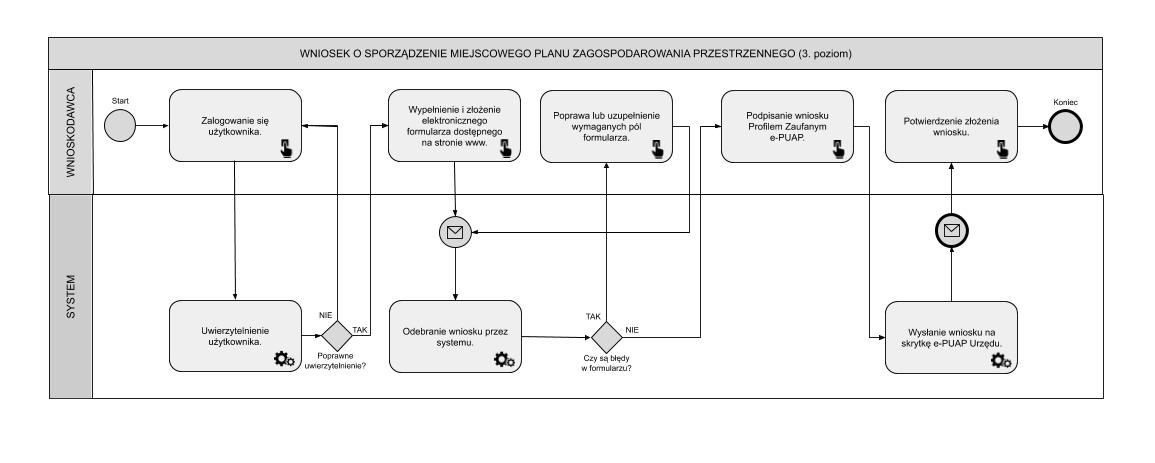 WNIOSEK O SPORZĄDZENIE MIEJSCOWEGO PLANU ZAGOSPODAROWANIA PRZESTRZENNEGO (3. poziom)
WNIOSKODAWCA
Start
Zalogowanie się
użytkownika.
Wypełnienie i złożenie
elektronicznego
formularza dostępnego
na stronie www.
Poprawa lub uzupełnienie
wymaganych pól
formularza.
Podpisanie wniosku
Profilem Zaufanym
e-PUAP.
Potwierdzenie złożenia
wniosku.
Koniec
SYSTEM
Uwierzytelnienie
użytkownika.
NIE
TAK
Poprawne
uwierzytelnienie?
Odebranie wniosku przez
systemu.
TAK
NIE
Czy są błędy
w formularzu?
Wysłanie wniosku na
skrytkę e-PUAP Urzędu.